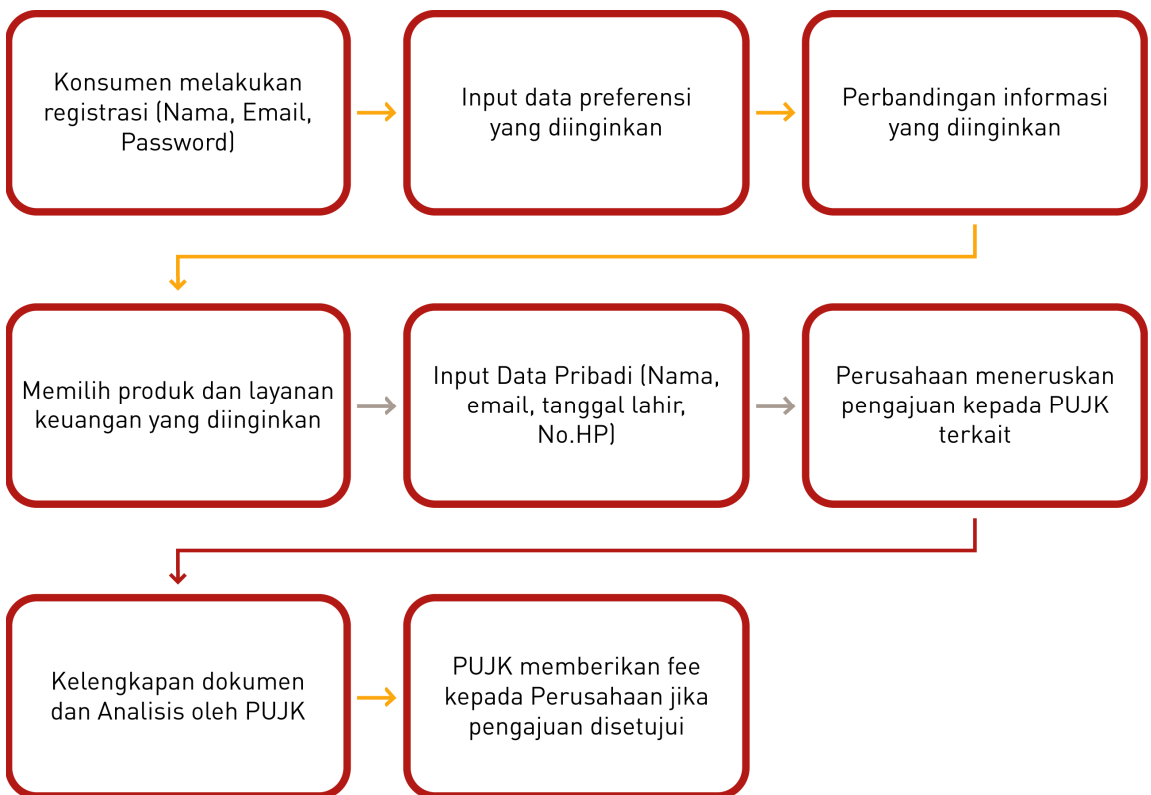 Konsumen melakukan
registrasi (Nama, Email,
Password)
Input data preferensi
yang diinginkan
Perbandingan informasi
yang diinginkan
Memilih produk dan layanan
keuangan yang diinginkan
Input Data Pribadi (Nama,
email, tanggal lahir,
No.HP)
Perusahaan meneruskan
pengajuan kepada PUJK
terkait
Kelengkapan dokumen
dan Analisis oleh PUJK
PUJK memberikan fee
kepada Perusahaan jika
pengajuan disetujui